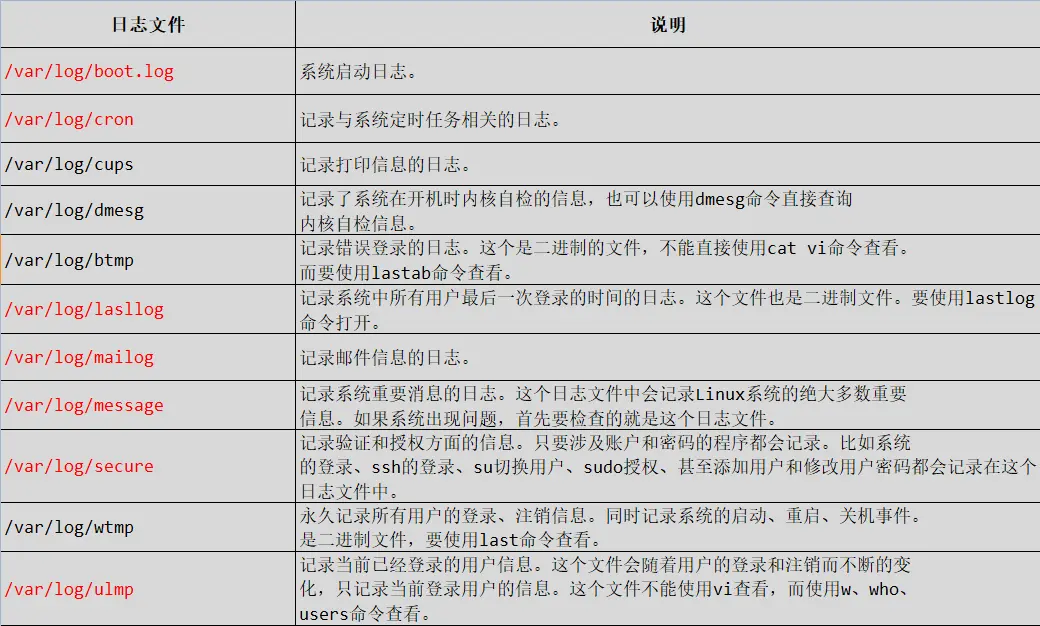 日志文件 说明
/var/log/boot.log 系统启动日志。
/var/log/cron 记录与系统定时任务相关的日志。
/var/log/cups 记录打印信息的日志。
/var/log/dmesg 记录了系统在开机时内核自检的信息，也可以使用dmesg命令直接查询
内核自检信息。
/var/log/btmp 记录错误登录的日志。这个是二进制的文件，不能直接使用cat vi命令查看。
而要使用lastab命令查看。
/var/log/lasllog 记录系统中所有用户最后一次登录的时间的日志。这个文件也是二进制文件。要使用lastlog
命令打开。
/var/log/mailog 记录邮件信息的日志。
/var/log/message 记录系统重要消息的日志。这个日志文件中会记录Linux系统的绝大多数重要
信息。如果系统出现问题，首先要检查的就是这个日志文件。
/var/log/secure 记录验证和授权方面的信息。只要涉及账户和密码的程序都会记录。比如系统
的登录、ssh的登录、su切换用户、sudo授权、甚至添加用户和修改用户密码都会记录在这个
日志文件中。
/var/log/wtmp 永久记录所有用户的登录、注销信息。同时记录系统的启动、重启、关机事件。
是二进制文件，要使用last命令查看。
/var/log/ulmp 记录当前已经登录的用户信息。这个文件会随着用户的登录和注销而不断的变
化，只记录当前登录用户的信息。这个文件不能使用vi查看，而使用w、who、
users命令查看。